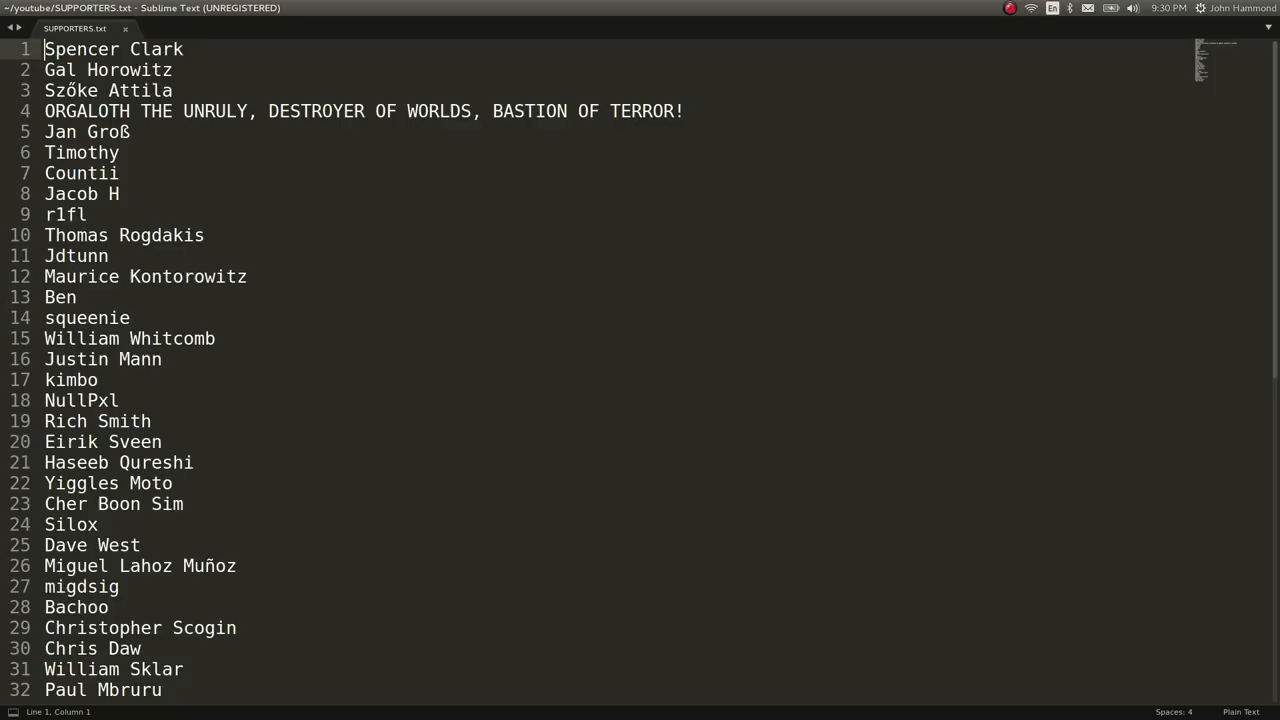 ~/youtube/SUPPORTERS.txt - Sublime Text (UNREGISTERED)
En
9:30 PM
John Hammond
SUPPORTERS.txt
1 Spencer Clark
2 Gal Horowitz
3 Szőke Attila
4 ORGALOTH THE UNRULY, DESTROYER OF WORLDS, BASTION OF TERROR!
5 Jan Groß
6 Timothy
7 Countii
8 Jacob H
9 r1fl
10 Thomas Rogdakis
11 Jdtunn
12 Maurice Kontorowitz
13 Ben
14 squeenie
15 William Whitcomb
16 Justin Mann
17 kimbo
18 NullPxl
19 Rich Smith
20 Eirik Sveen
21 Haseeb Qureshi
22 Yiggles Moto
23 Cher Boon Sim
24 Silox
25 Dave West
26 Miguel Lahoz Muñoz
27 migdsig
28 Bachoo
29 Christopher Scogin
30 Chris Daw
31 William Sklar
32 Paul Mbruru
Line 1, Column 1
Spaces: 4
Plain Text